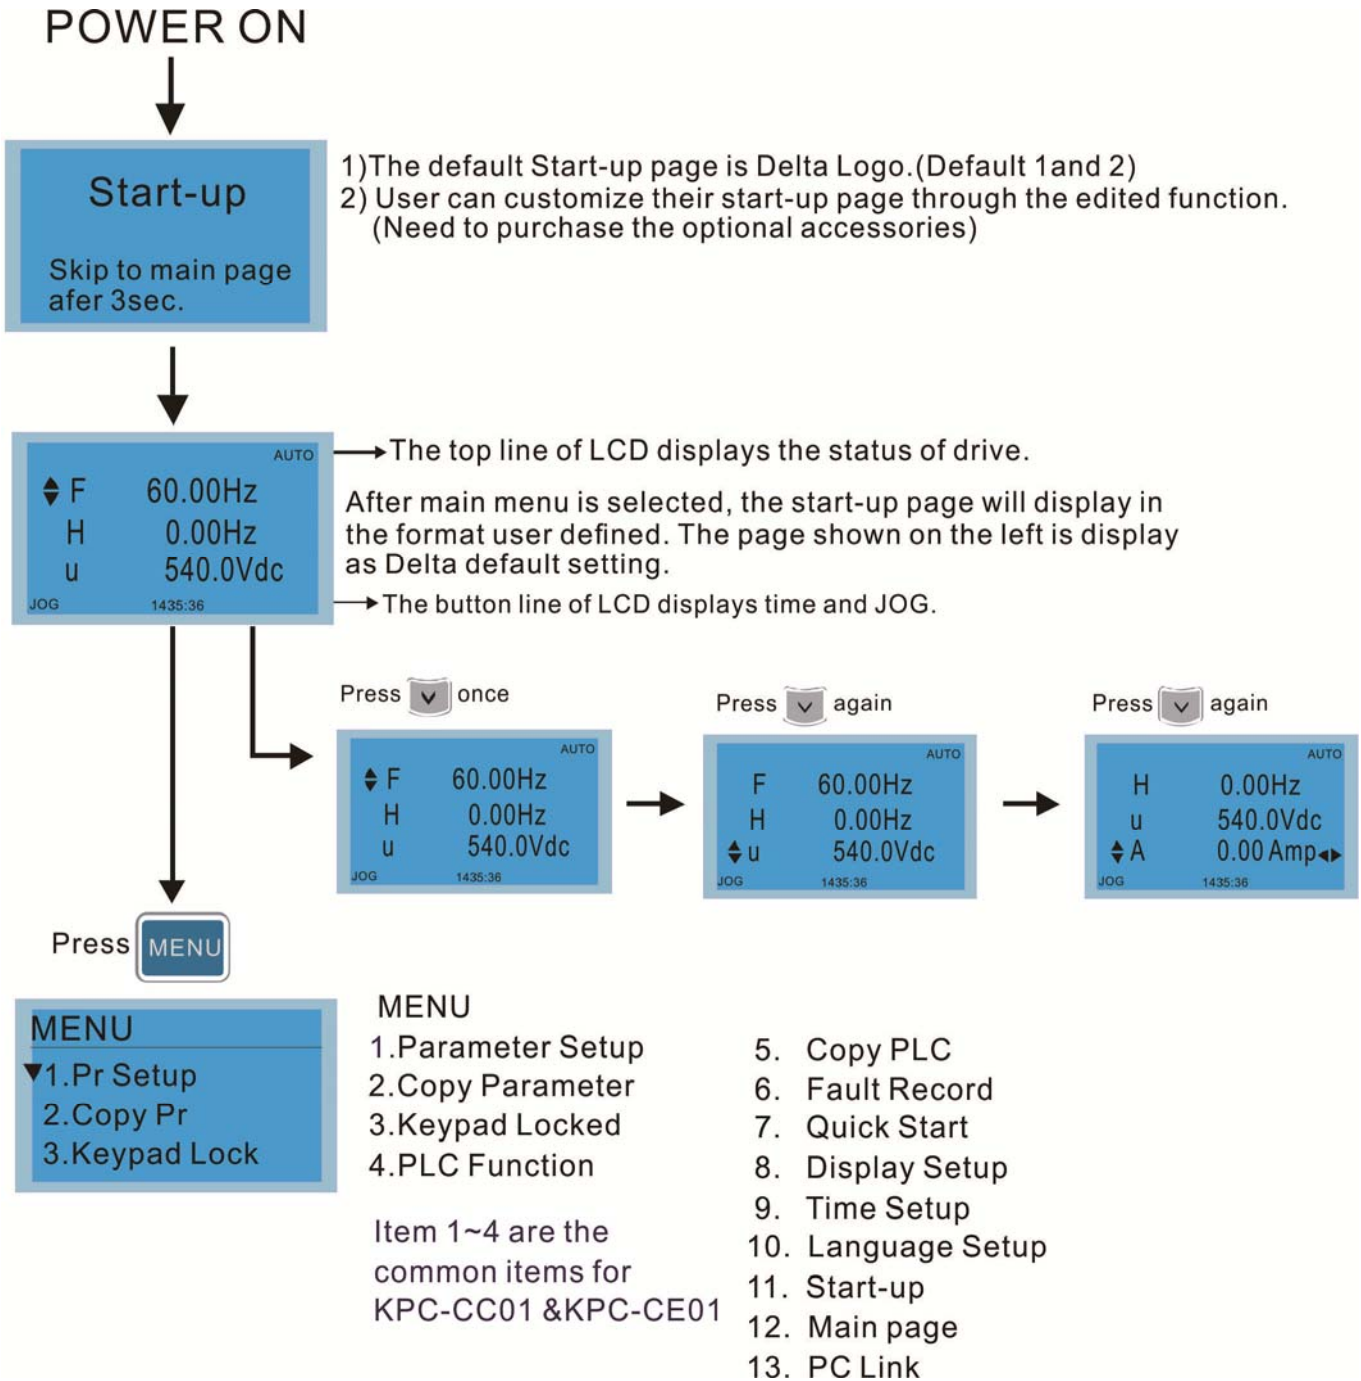 POWER ON
Start-up
Skip to main page
afer 3sec.
1)The default Start-up page is Delta Logo.(Default 1and 2)
2) User can customize their start-up page through the edited function.
(Need to purchase the optional accessories)
AUTO
F 60.00Hz
H 0.00Hz
u 540.0Vdc
JOG 1435:36
The top line of LCD displays the status of drive.
After main menu is selected, the start-up page will display in
the format user defined. The page shown on the left is display
as Delta default setting.
The button line of LCD displays time and JOG.
Press once
AUTO
F 60.00Hz
H 0.00Hz
u 540.0Vdc
JOG 1435:36
Press again
AUTO
F 60.00Hz
H 0.00Hz
u 540.0Vdc
JOG 1435:36
Press again
AUTO
H 0.00Hz
u 540.0Vdc
A 0.00 Amp
JOG 1435:36
Press MENU
MENU
1.Pr Setup
2.Copy Pr
3.Keypad Lock
MENU
1.Parameter Setup
2.Copy Parameter
3.Keypad Locked
4.PLC Function
Item 1~4 are the
common items for
KPC-CC01 &KPC-CE01
5. Copy PLC
6. Fault Record
7. Quick Start
8. Display Setup
9. Time Setup
10. Language Setup
11. Start-up
12. Main page
13. PC Link